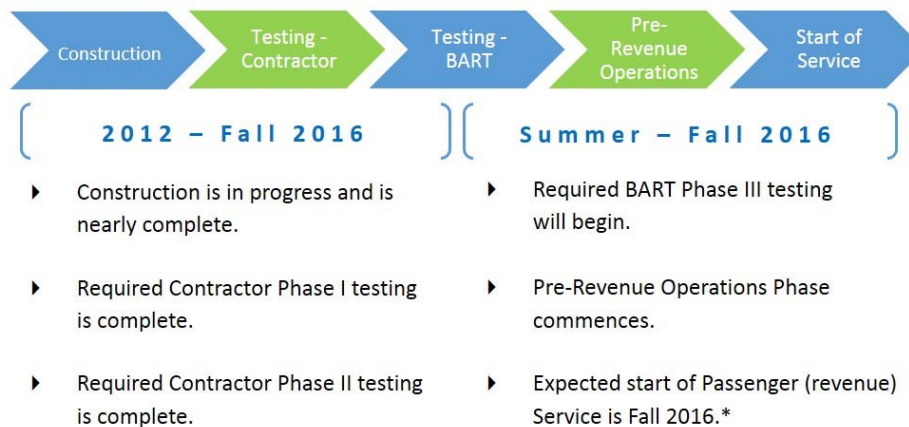 Construction
Testing -
Contractor
Testing -
BART
Pre-
Revenue
Operations
Start of
Service
2012 – Fall 2016
Summer – Fall 2016
Construction is in progress and is
nearly complete.
Required Contractor Phase I testing
is complete.
Required Contractor Phase II testing
is complete.
Required BART Phase III testing
will begin.
Pre-Revenue Operations Phase
commences.
Expected start of Passenger (revenue)
Service is Fall 2016.*